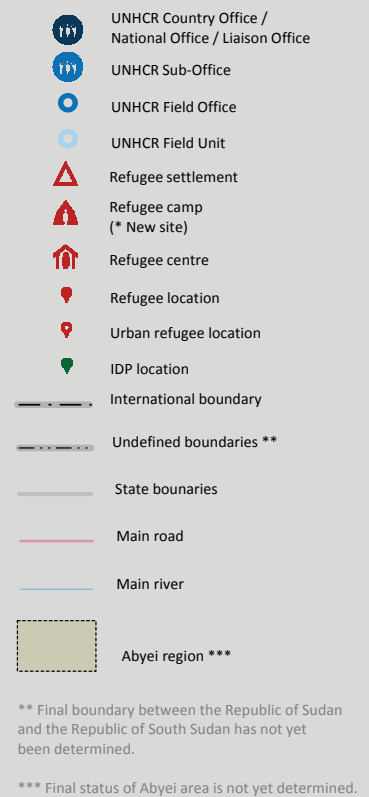 UNHCR Country Office /
National Office / Liaison Office
UNHCR Sub-Office
UNHCR Field Office
UNHCR Field Unit
Refugee settlement
Refugee camp
(* New site)
Refugee centre
Refugee location
Urban refugee location
IDP location
International boundary
Undefined boundaries **
State bounaries
Main road
Main river
Abyei region ***
** Final boundary between the Republic of Sudan
and the Republic of South Sudan has not yet
been determined.
*** Final status of Abyei area is not yet determined.